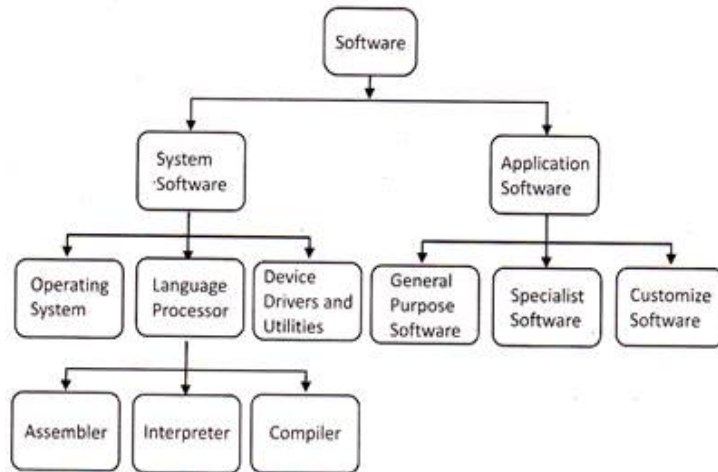 Software
System
Software
Application
Software
Operating
System
Language
Processor
Device
Drivers and
Utilities
General
Purpose
Software
Specialist
Software
Customize
Software
Assembler
Interpreter
Compiler